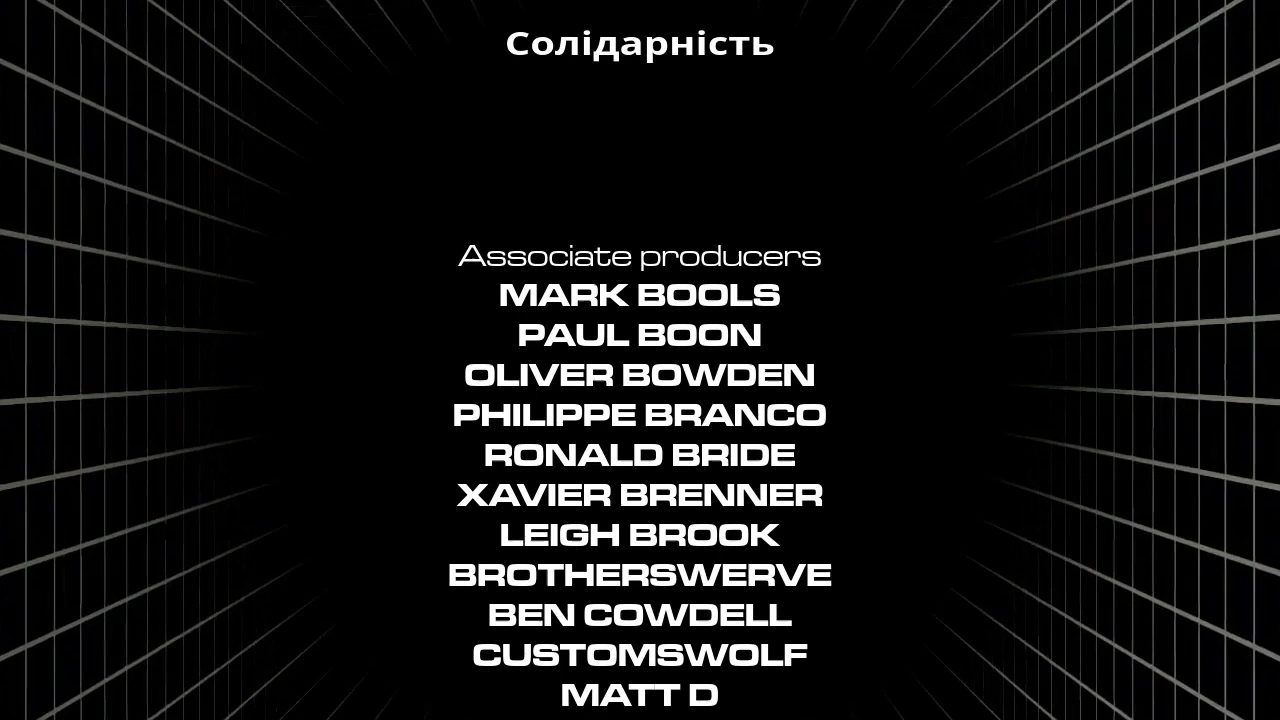 Солідарність
Associate producers
MARK BOOLS
PAUL BOON
OLIVER BOWDEN
PHILIPPE BRANCO
RONALD BRIDE
XAVIER BRENNER
LEIGH BROOK
BROTHERSWERVE
BEN COWDELL
CUSTOMSWOLF
MATT D